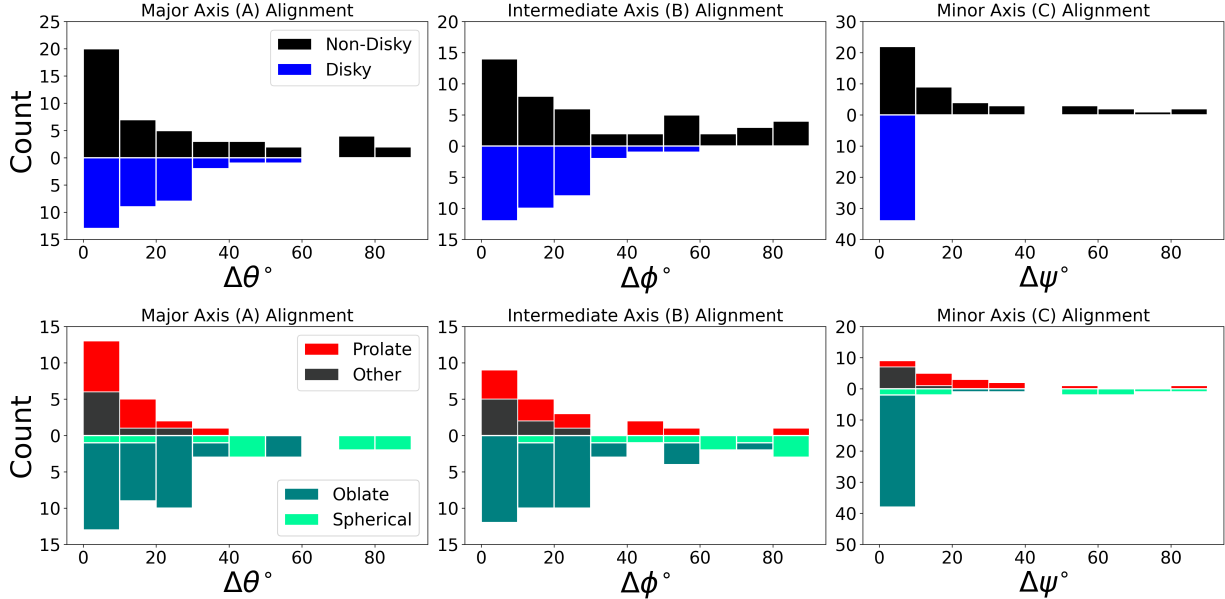 Major Axis (A) Alignment
Intermediate Axis (B) Alignment
Minor Axis (C) Alignment
25
20
15
10
5
0
5
10
15
Count
Non-Disky
Disky
0 20 40 60 80
Δθ°
20
15
10
5
0
5
10
15
0 20 40 60 80
Δϕ°
30
20
10
0
10
20
30
40
0 20 40 60 80
Δψ°
Major Axis (A) Alignment
Intermediate Axis (B) Alignment
Minor Axis (C) Alignment
15
10
5
0
5
10
15
Count
Prolate
Other
Oblate
Spherical
0 20 40 60 80
Δθ°
15
10
5
0
5
10
15
0 20 40 60 80
Δϕ°
20
10
0
10
20
30
40
50
0 20 40 60 80
Δψ°